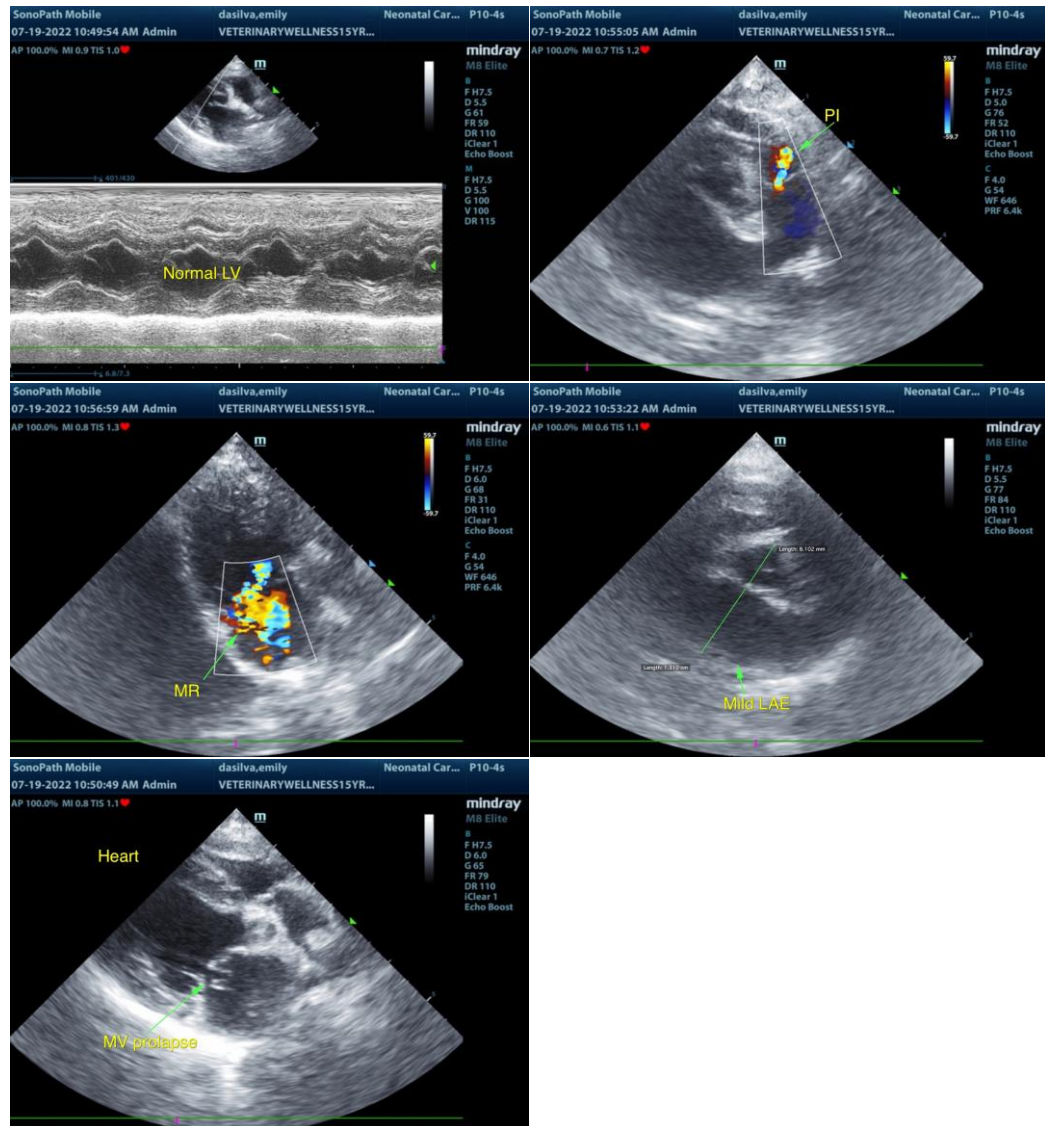 SonoPath Mobile dasilva,emily Neonatal Car... P10-4s
07-19-2022 10:49:54 AM Admin VETERINARYWELLNESS15YR...
AP 100.0% MI 0.9 TIS 1.0
m
mindray
M8 Elite
B
F H7.5
D 5.5
G 61
FR 59
DR 110
iClear 1
Echo Boost
M
F H7.5
D 5.5
G 100
V 100
DR 115
401/430
Normal LV
6.8/7.3
SonoPath Mobile dasilva,emily Neonatal Car... P10-4s
07-19-2022 10:55:05 AM Admin VETERINARYWELLNESS15YR...
AP 100.0% MI 0.7 TIS 1.2
m
59.7
-59.7
mindray
M8 Elite
B
F H7.5
D 5.0
G 76
FR 52
DR 110
iClear 1
Echo Boost
C
F 4.0
G 54
WF 646
PRF 6.4k
PI
SonoPath Mobile dasilva,emily Neonatal Car... P10-4s
07-19-2022 10:56:59 AM Admin VETERINARYWELLNESS15YR...
AP 100.0% MI 0.8 TIS 1.3
m
59.7
-59.7
mindray
M8 Elite
B
F H7.5
D 6.0
G 68
FR 31
DR 110
iClear 1
Echo Boost
C
F 4.0
G 54
WF 646
PRF 6.4k
MR
SonoPath Mobile dasilva,emily Neonatal Car... P10-4s
07-19-2022 10:53:22 AM Admin VETERINARYWELLNESS15YR...
AP 100.0% MI 0.6 TIS 1.1
m
mindray
M8 Elite
B
F H7.5
D 5.5
G 77
FR 84
DR 110
iClear 1
Echo Boost
Length: 8.102 mm
Length:
Mild LAE
SonoPath Mobile dasilva,emily Neonatal Car... P10-4s
07-19-2022 10:50:49 AM Admin VETERINARYWELLNESS15YR...
AP 100.0% MI 0.8 TIS 1.1
m
mindray
M8 Elite
B
F H7.5
D 6.0
G 65
FR 79
DR 110
iClear 1
Echo Boost
Heart
MV prolapse